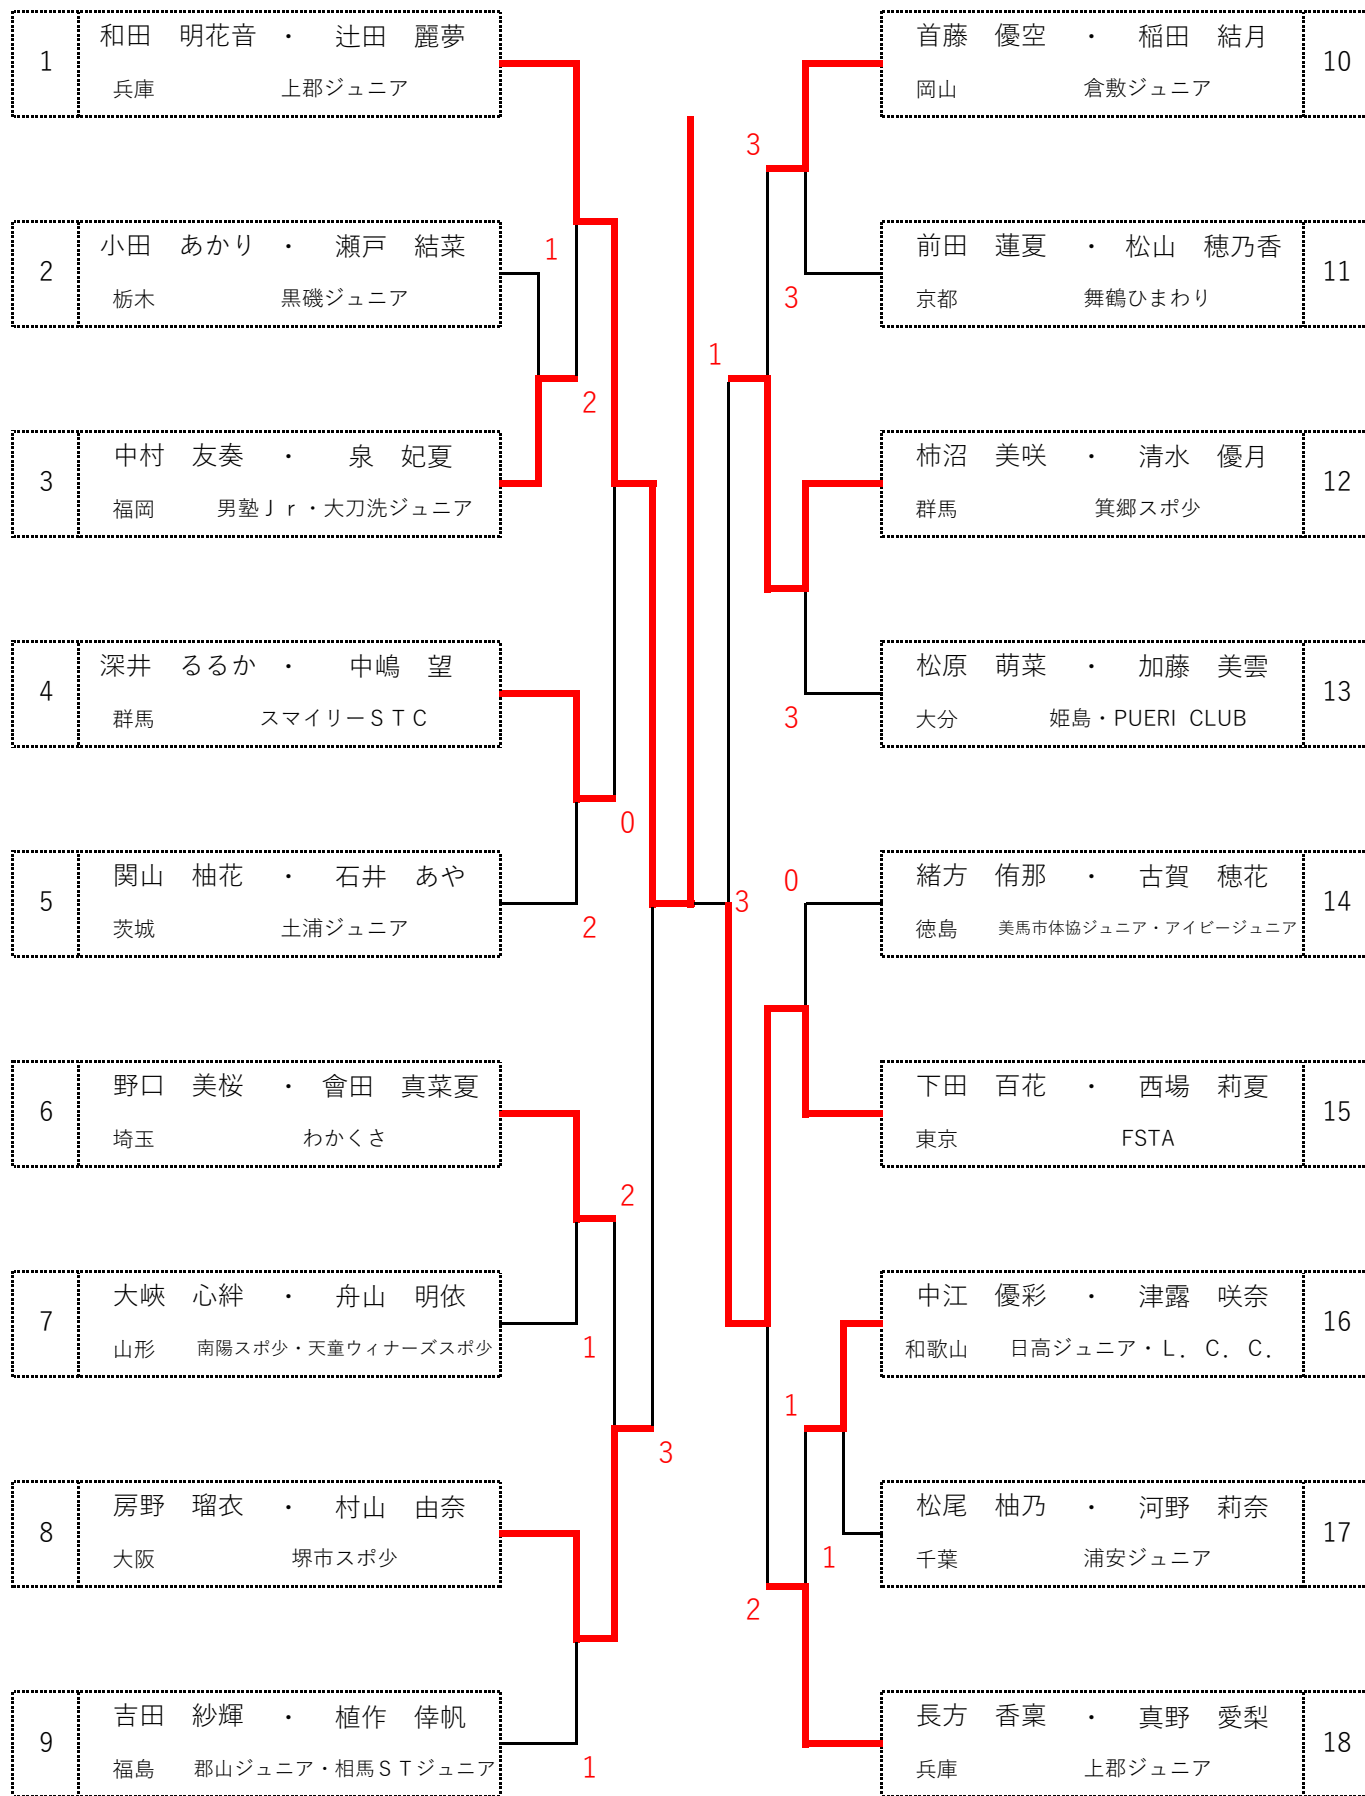 1
和田　明花音　・　辻田　麗夢
兵庫　上郡ジュニア
2
小田　あかり　・　瀬戸　結菜
栃木　黒磯ジュニア
3
中村　友奏　・　泉　妃夏
福岡　男塾Ｊｒ・大刀洗ジュニア
4
深井　るるか　・　中嶋　望
群馬　スマイリーＳＴＣ
5
関山　柚花　・　石井　あや
茨城　土浦ジュニア
6
野口　美桜　・　會田　真菜夏
埼玉　わかくさ
7
大峽　心絆　・　舟山　明依
山形　南陽スポ少・天童ウィナーズスポ少
8
房野　瑠衣　・　村山　由奈
大阪　堺市スポ少
9
吉田　紗輝　・　植作　倖帆
福島　郡山ジュニア・相馬ＳＴジュニア
1
2
0
2
2
1
3
1
3
3
1
3
3
0
1
1
2
首藤　優空　・　稲田　結月
岡山　倉敷ジュニア
10
前田　蓮夏　・　松山　穂乃香
京都　舞鶴ひまわり
11
柿沼　美咲　・　清水　優月
群馬　箕郷スポ少
12
松原　萌菜　・　加藤　美雲
大分　姫島・PUERI CLUB
13
緒方　侑那　・　古賀　穂花
徳島　美馬市体協ジュニア・アイビージュニア
14
下田　百花　・　西場　莉夏
東京　FSTA
15
中江　優彩　・　津露　咲奈
和歌山　日高ジュニア・Ｌ．Ｃ．Ｃ．
16
松尾　柚乃　・　河野　莉奈
千葉　浦安ジュニア
17
長方　香稟　・　真野　愛梨
兵庫　上郡ジュニア
18